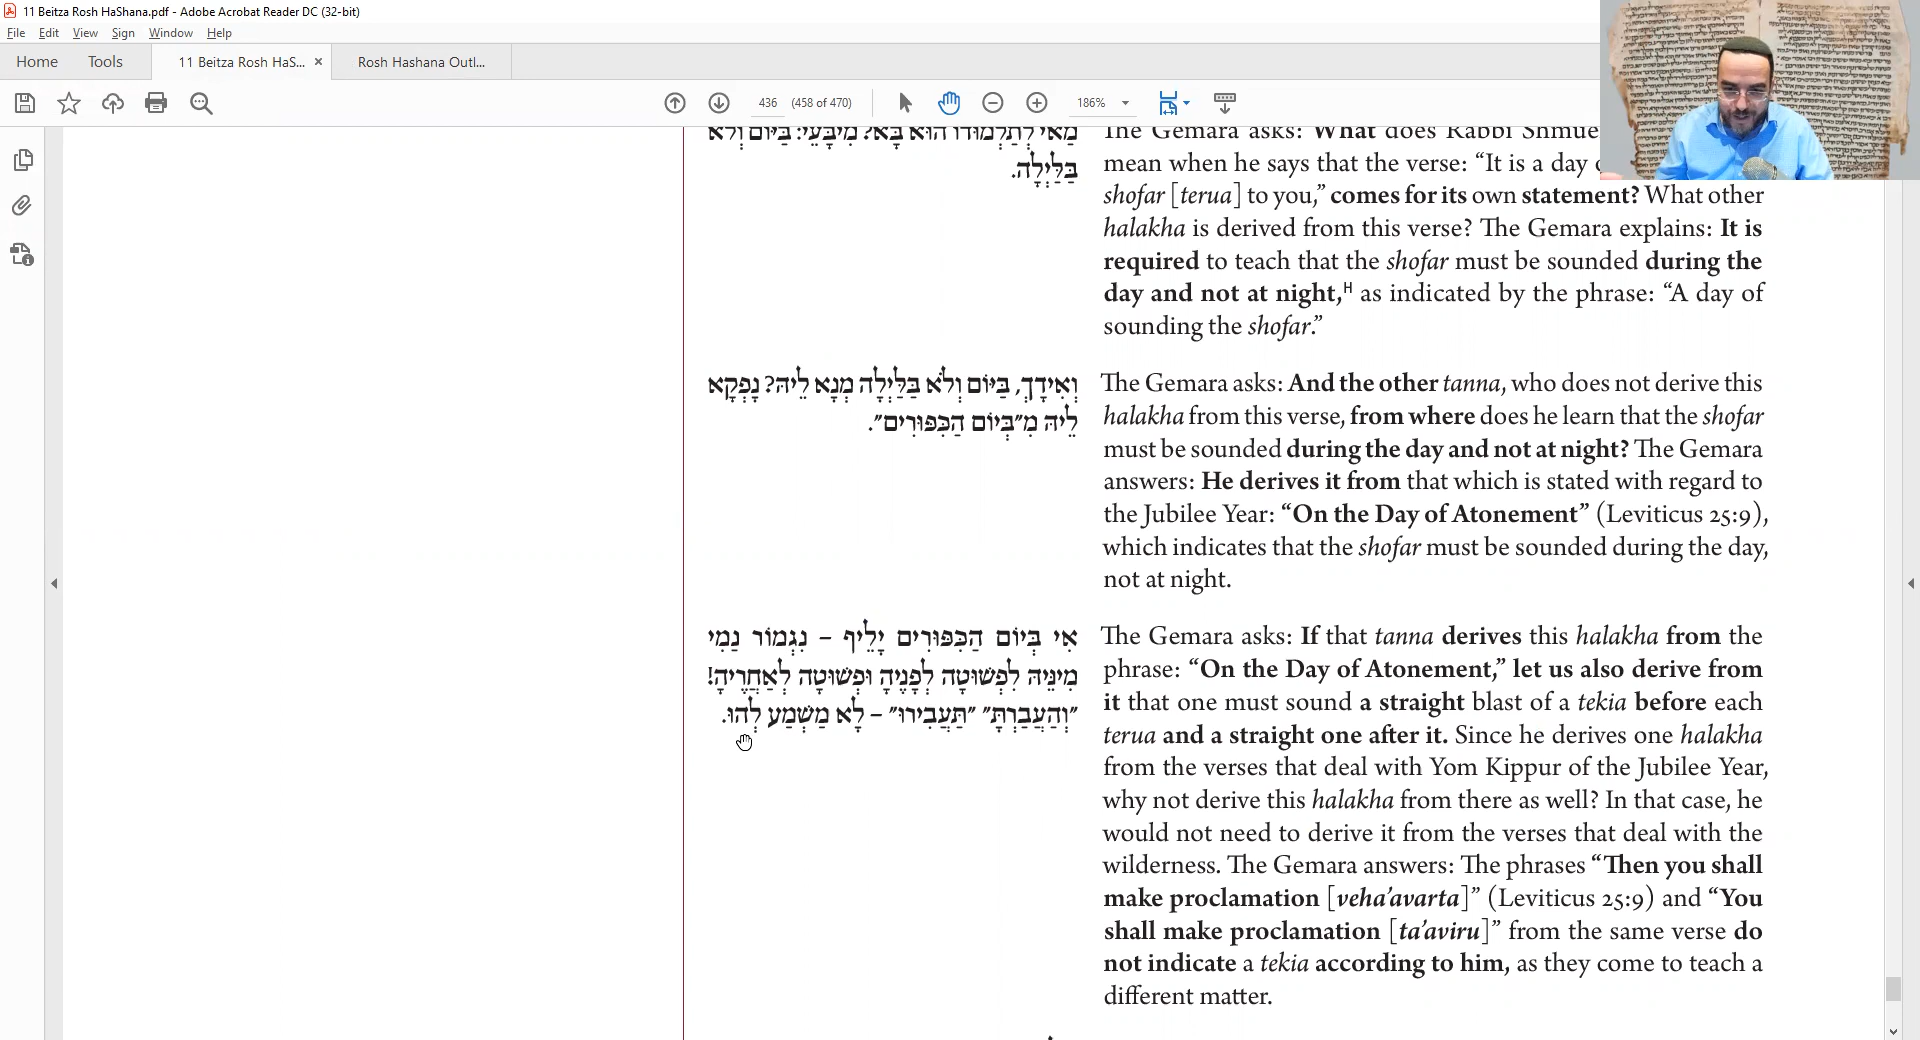 11 Beitza Rosh HaShana.pdf - Adobe Acrobat Reader DC (32-bit)
File Edit View Sign Window Help
Home Tools 11 Beitza Rosh HaS... × Rosh Hashana Outl...
436 (458 of 470) 186%
מַאי לְתַלְמוּדוֹ הוּא בָּא? מִיבָּעֵי: בַּיּוֹם וְלֹא
בַּלַּיְלָה.
The Gemara asks: What does Rabbi Shmue
mean when he says that the verse: “It is a day
shofar [terua] to you,” comes for its own statement? What other
halakha is derived from this verse? The Gemara explains: It is
required to teach that the shofar must be sounded during the
day and not at night,H as indicated by the phrase: “A day of
sounding the shofar.”
וְאִידָךְ, בַּיּוֹם וְלֹא בַּלַּיְלָה מְנָא לֵיהּ? נָפְקָא
לֵיהּ מִ״בְּיוֹם הַכִּפּוּרִים״.
The Gemara asks: And the other tanna, who does not derive this
halakha from this verse, from where does he learn that the shofar
must be sounded during the day and not at night? The Gemara
answers: He derives it from that which is stated with regard to
the Jubilee Year: “On the Day of Atonement” (Leviticus 25:9),
which indicates that the shofar must be sounded during the day,
not at night.
אִי בְּיוֹם הַכִּפּוּרִים יָלֵיף – נִגְמוֹר נַמִי
מִינֵּיהּ לִפְשׁוּטָה לְפָנֶיהָ וּפְשׁוּטָה לְאַחֲרֶיהָ!
״וְהַעֲבַרְתָּ״ ״תַּעֲבִירוּ״ – לָא מַשְׁמַע לְהוּ.
The Gemara asks: If that tanna derives this halakha from the
phrase: “On the Day of Atonement,” let us also derive from
it that one must sound a straight blast of a tekia before each
terua and a straight one after it. Since he derives one halakha
from the verses that deal with Yom Kippur of the Jubilee Year,
why not derive this halakha from there as well? In that case, he
would not need to derive it from the verses that deal with the
wilderness. The Gemara answers: The phrases “Then you shall
make proclamation [veha’avarta]” (Leviticus 25:9) and “You
shall make proclamation [ta’aviru]” from the same verse do
not indicate a tekia according to him, as they come to teach a
different matter.